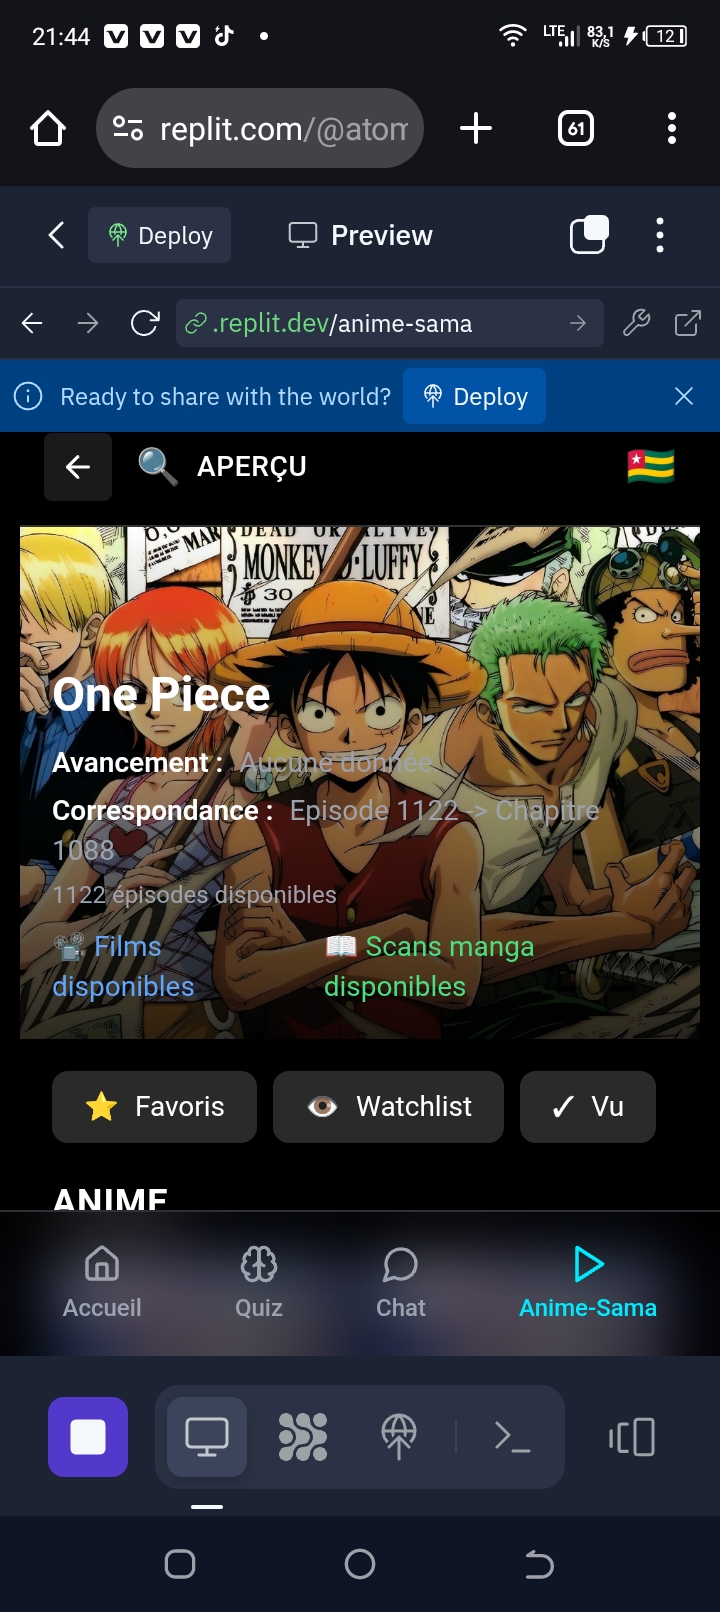 21:44
LTE 83,1 K/S 12
replit.com/@atom
61
Deploy
Preview
.replit.dev/anime-sama
Ready to share with the world?
Deploy
APERÇU
MAR
DEAD OR ALIVE
MONKEY D·LUFFY
30
One Piece
Avancement : Aucune donnée
Correspondance : Episode 1122 -> Chapitre
1088
1122 épisodes disponibles
Films
disponibles
Scans manga
disponibles
Favoris
Watchlist
✓ Vu
ANIME
Accueil
Quiz
Chat
Anime-Sama